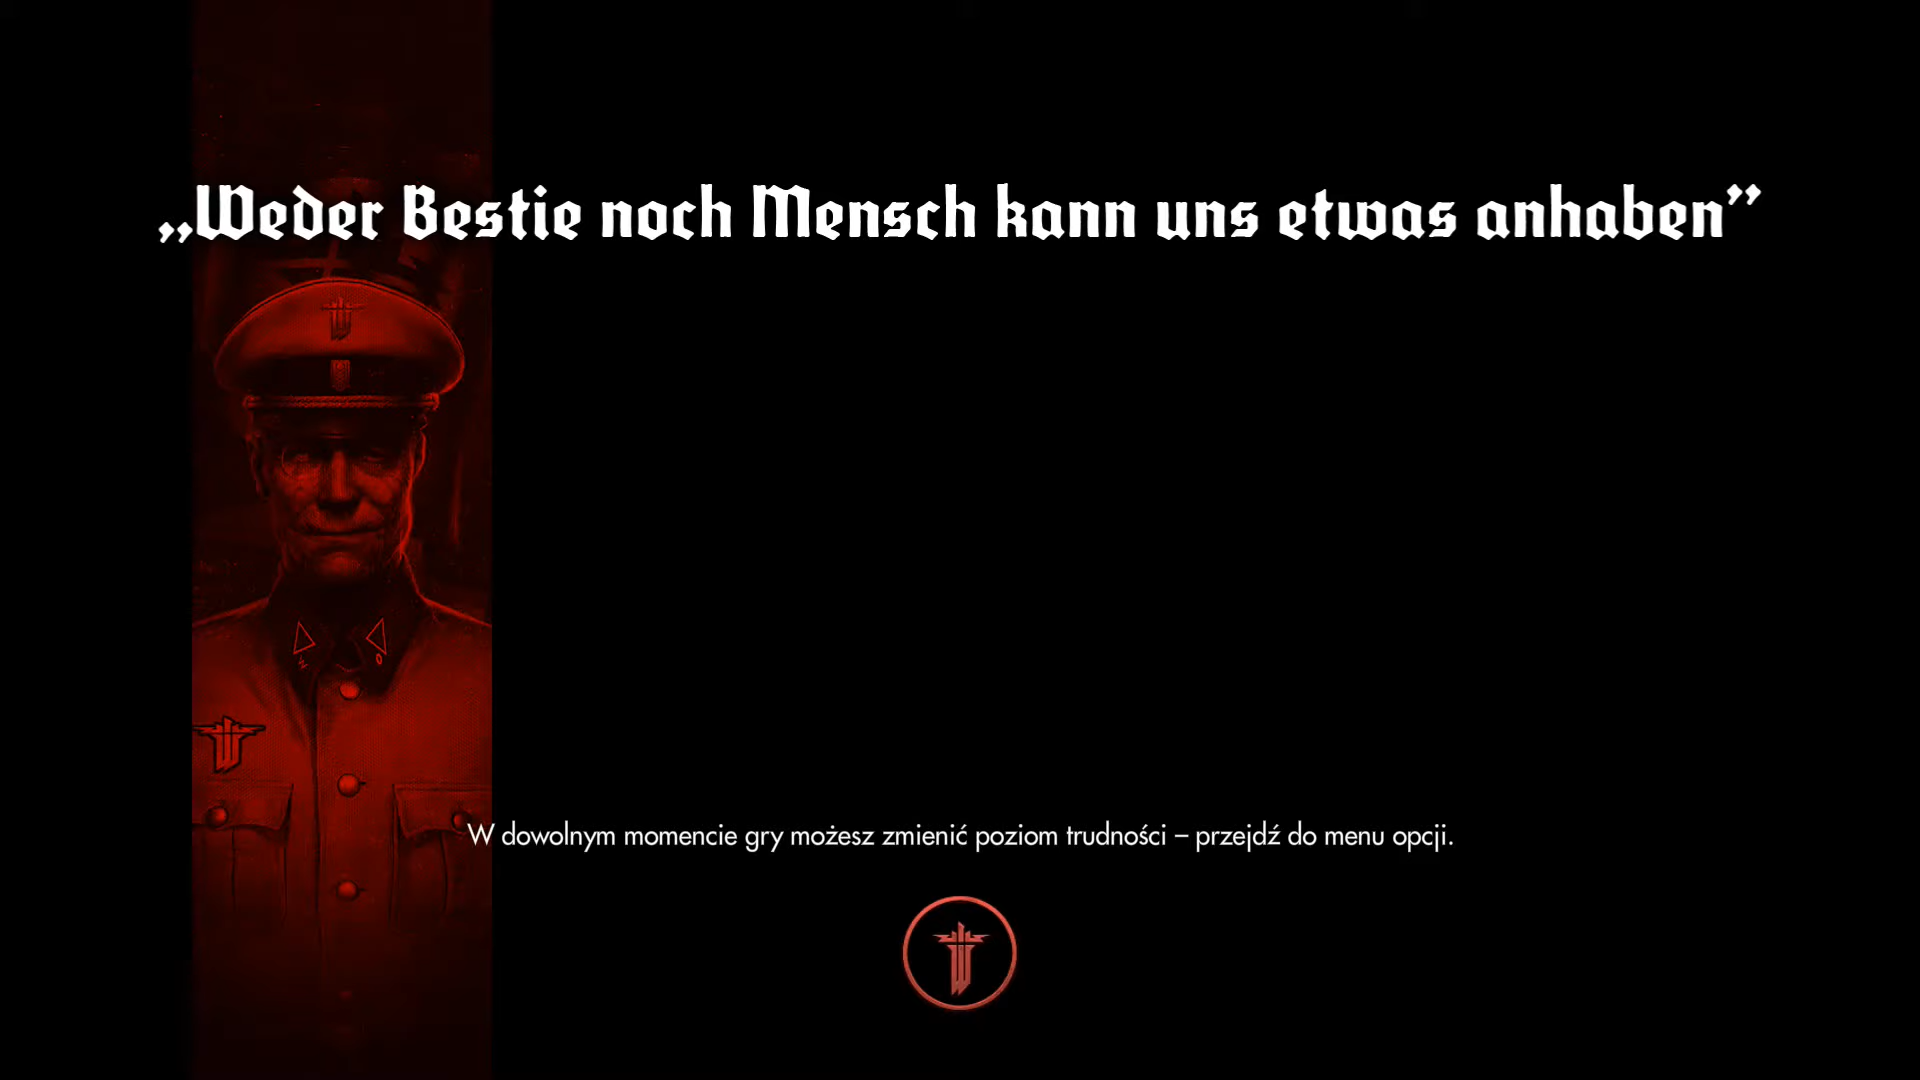 „Weder Bestie noch Mensch kann uns etwas anhaben”
W dowolnym momencie gry możesz zmienić poziom trudności – przejdź do menu opcji.